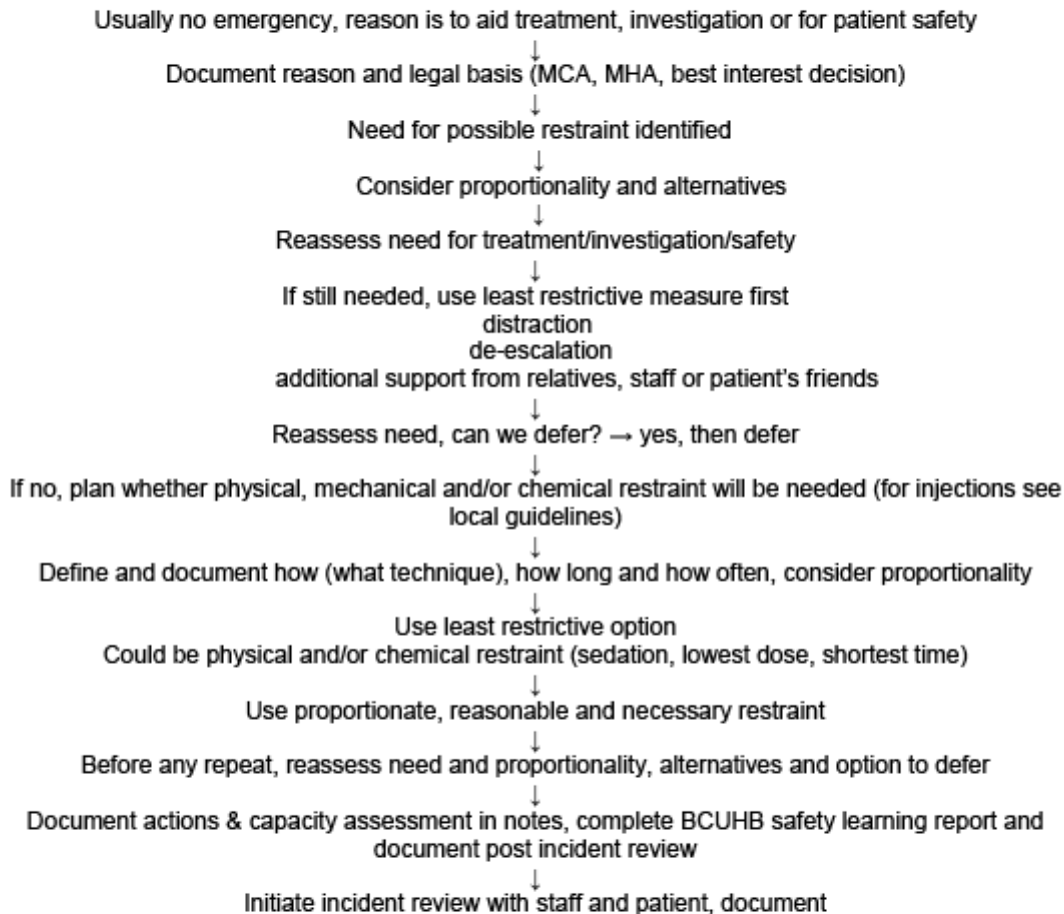 Usually no emergency, reason is to aid treatment, investigation or for patient safety
↓
Document reason and legal basis (MCA, MHA, best interest decision)
↓
Need for possible restraint identified
↓
Consider proportionality and alternatives
↓
Reassess need for treatment/investigation/safety
↓
If still needed, use least restrictive measure first
distraction
de-escalation
additional support from relatives, staff or patient's friends
↓
Reassess need, can we defer? → yes, then defer
↓
If no, plan whether physical, mechanical and/or chemical restraint will be needed (for injections see
local guidelines)
↓
Define and document how (what technique), how long and how often, consider proportionality
↓
Use least restrictive option
Could be physical and/or chemical restraint (sedation, lowest dose, shortest time)
↓
Use proportionate, reasonable and necessary restraint
↓
Before any repeat, reassess need and proportionality, alternatives and option to defer
↓
Document actions & capacity assessment in notes, complete BCUHB safety learning report and
document post incident review
↓
Initiate incident review with staff and patient, document